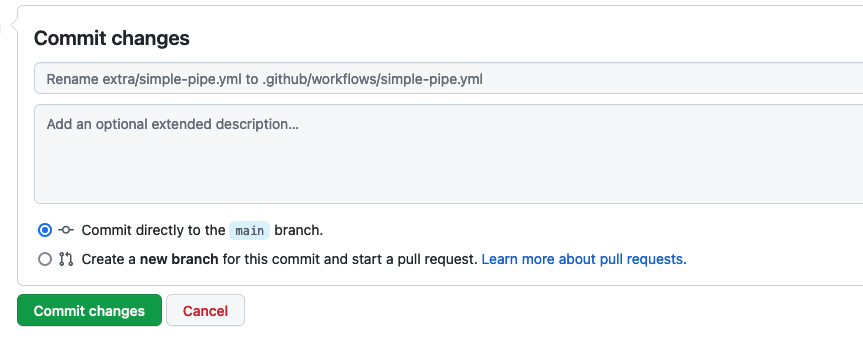 Commit changes
Rename extra/simple-pipe.yml to .github/workflows/simple-pipe.yml
Add an optional extended description...
Commit directly to the main branch.
Create a new branch for this commit and start a pull request. Learn more about pull requests.
Commit changes Cancel